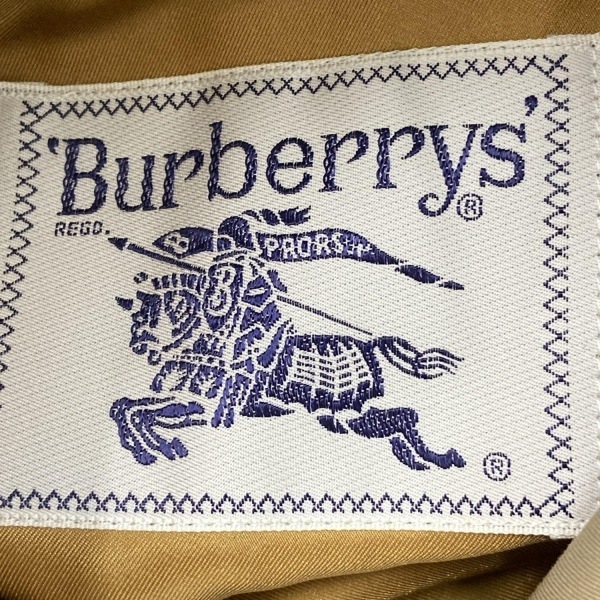 'Burberrys'
REGD. ®
B PRORSUM
®